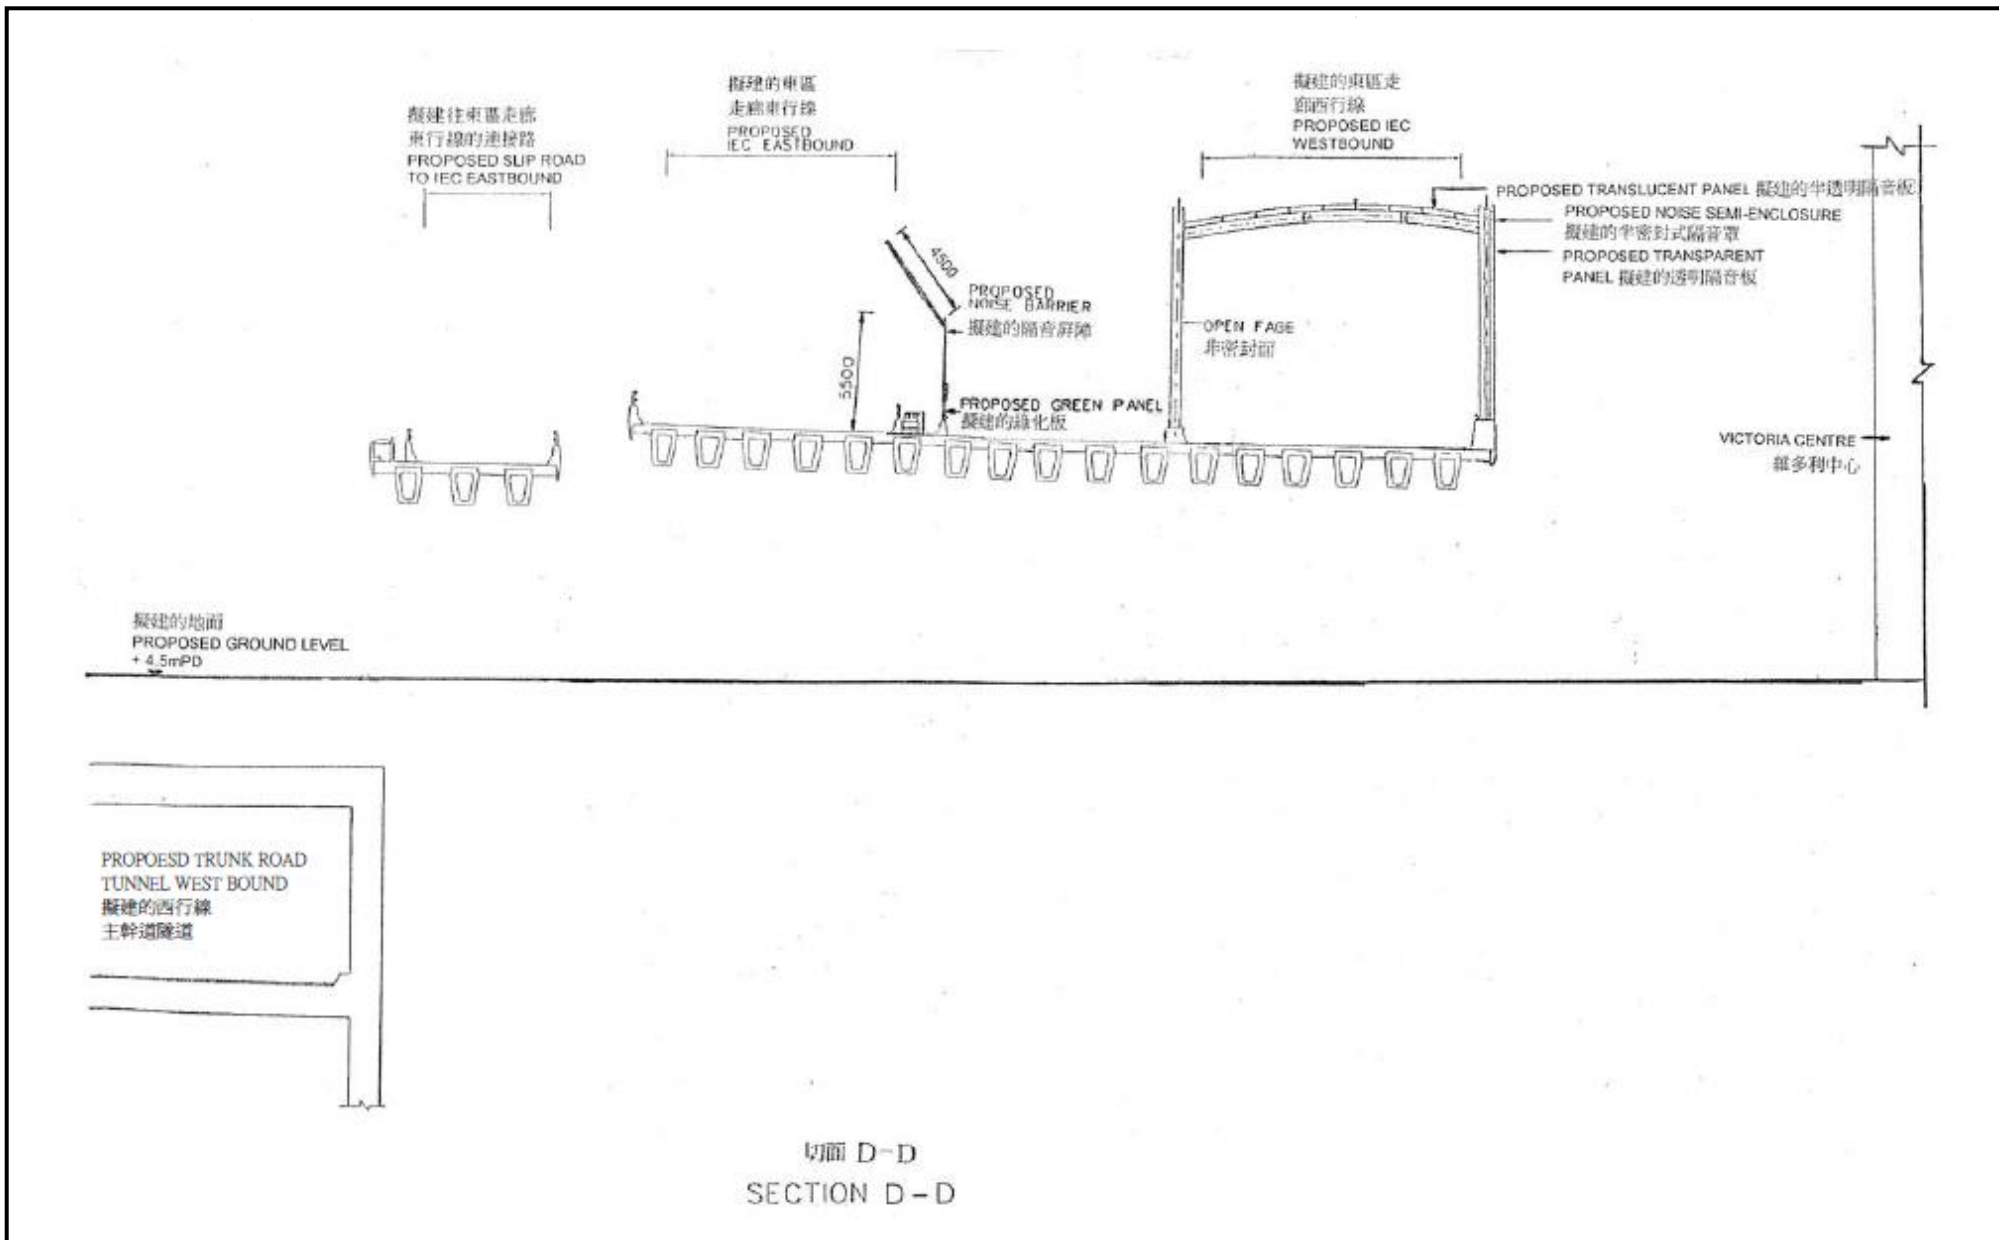 擬建往東區走廊
東行線的連接路
PROPOSED SLIP ROAD
TO IEC EASTBOUND
擬建的東區
走廊東行線
PROPOSED
IEC EASTBOUND
擬建的東區走
廊西行線
PROPOSED IEC
WESTBOUND
PROPOSED TRANSLUCENT PANEL 擬建的半透明隔音板
PROPOSED NOISE SEMI-ENCLOSURE
擬建的半密封式隔音罩
PROPOSED TRANSPARENT
PANEL 擬建的透明隔音板
4500
PROPOSED
NOISE BARRIER
擬建的隔音屏障
OPEN FAGE
非密封面
5500
PROPOSED GREEN PANEL
擬建的綠化板
VICTORIA CENTRE
維多利中心
擬建的地面
PROPOSED GROUND LEVEL
+ 4.5mPD
PROPOESD TRUNK ROAD
TUNNEL WEST BOUND
擬建的西行線
主幹道隧道
切面 D-D
SECTION D-D